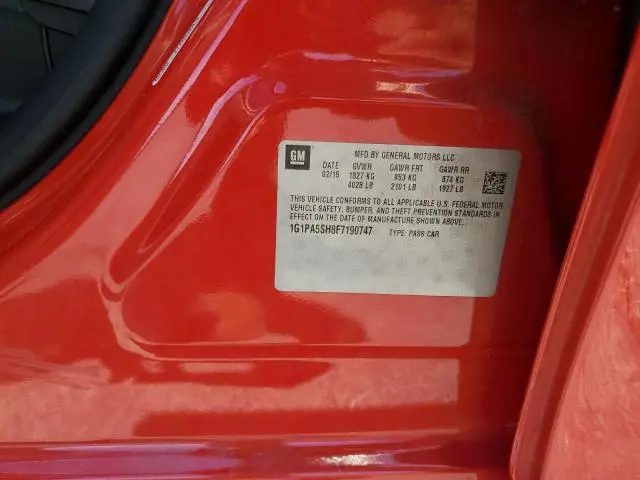 GM
MFD BY GENERAL MOTORS LLC
DATE GVWR GAWR FRT GAWR RR
02/15 1827 KG 953 KG 874 KG
4028 LB 2101 LB 1927 LB
THIS VEHICLE CONFORMS TO ALL APPLICABLE U.S. FEDERAL MOTOR
VEHICLE SAFETY, BUMPER, AND THEFT PREVENTION STANDARDS IN
EFFECT ON THE DATE OF MANUFACTURE SHOWN ABOVE.
1G1PA5SH8F7190747 TYPE: PASS CAR